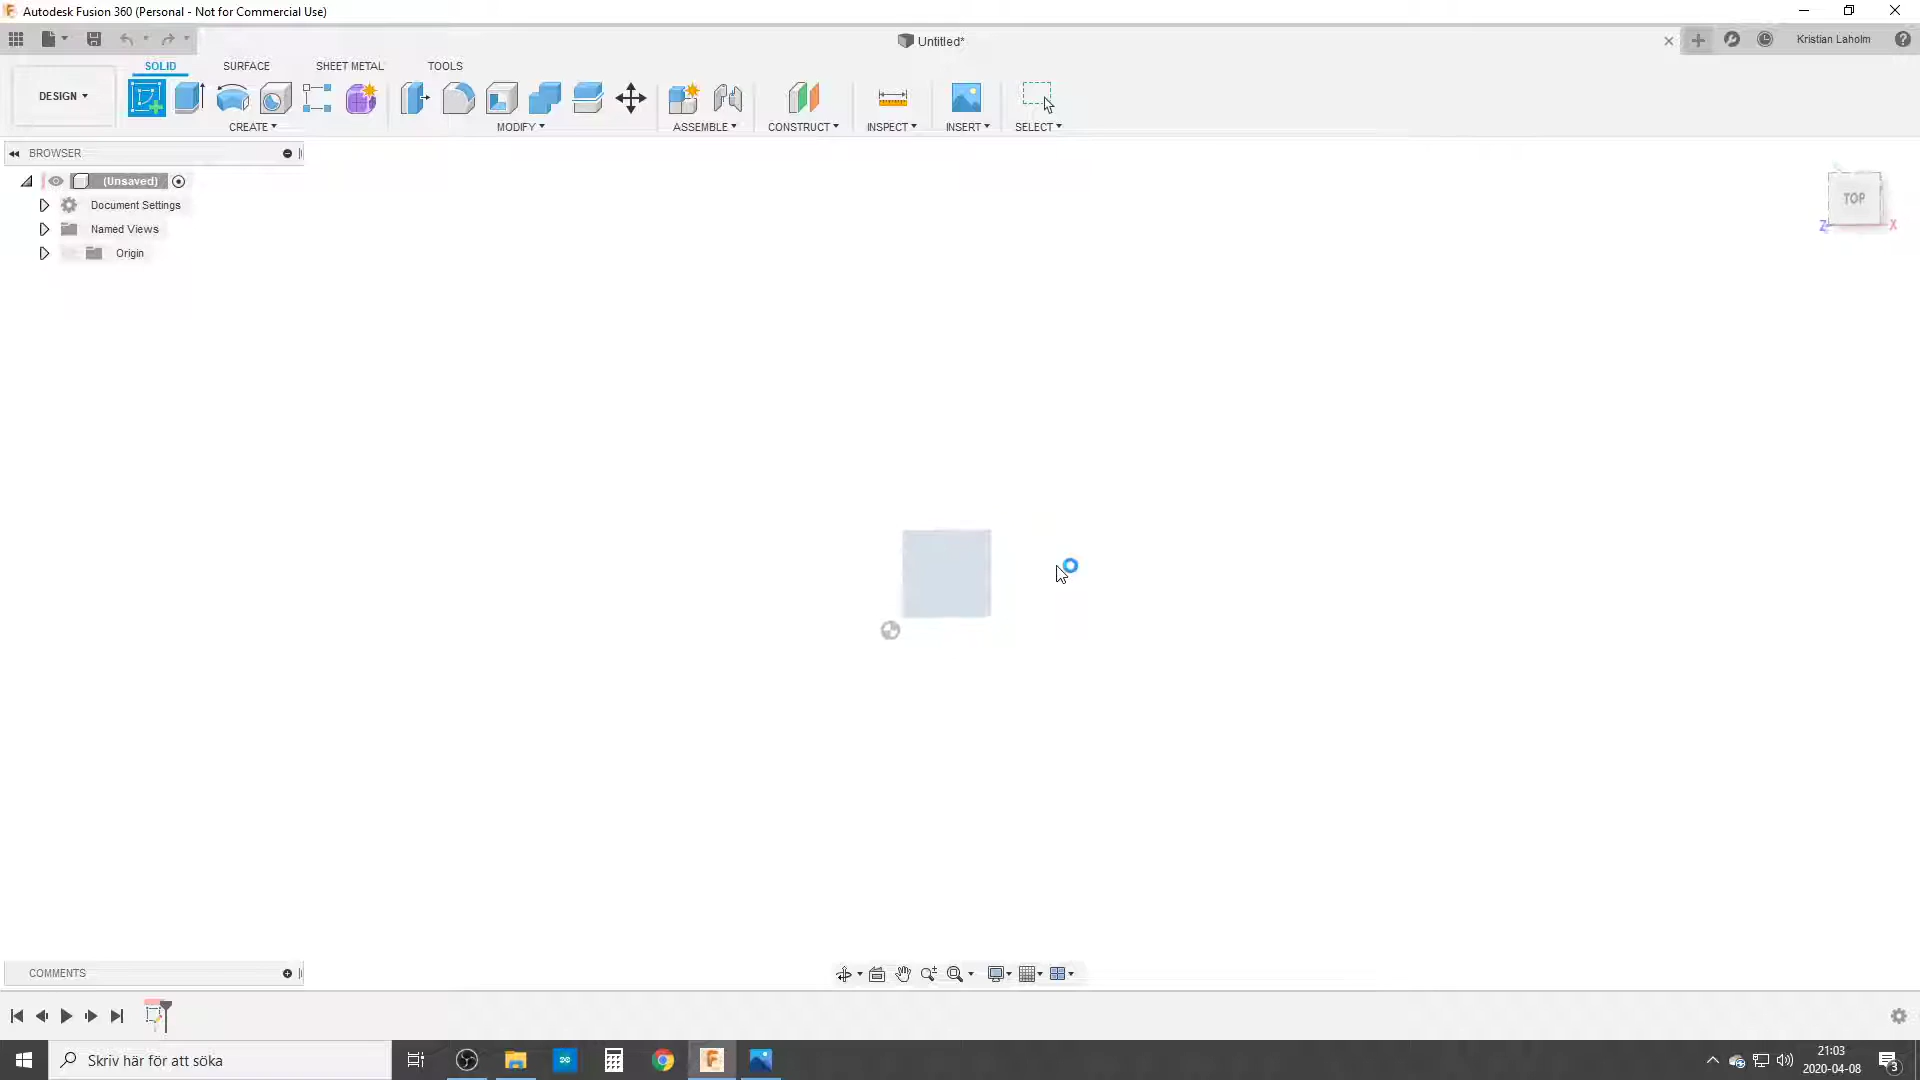 Autodesk Fusion 360 (Personal - Not for Commercial Use)
Untitled*
Kristian Laholm
DESIGN
SOLID
SURFACE
SHEET METAL
TOOLS
CREATE
MODIFY
ASSEMBLE
CONSTRUCT
INSPECT
INSERT
SELECT
BROWSER
(Unsaved)
Document Settings
Named Views
Origin
TOP
Z
X
COMMENTS
Skriv här för att söka
21:03
2020-04-08
3